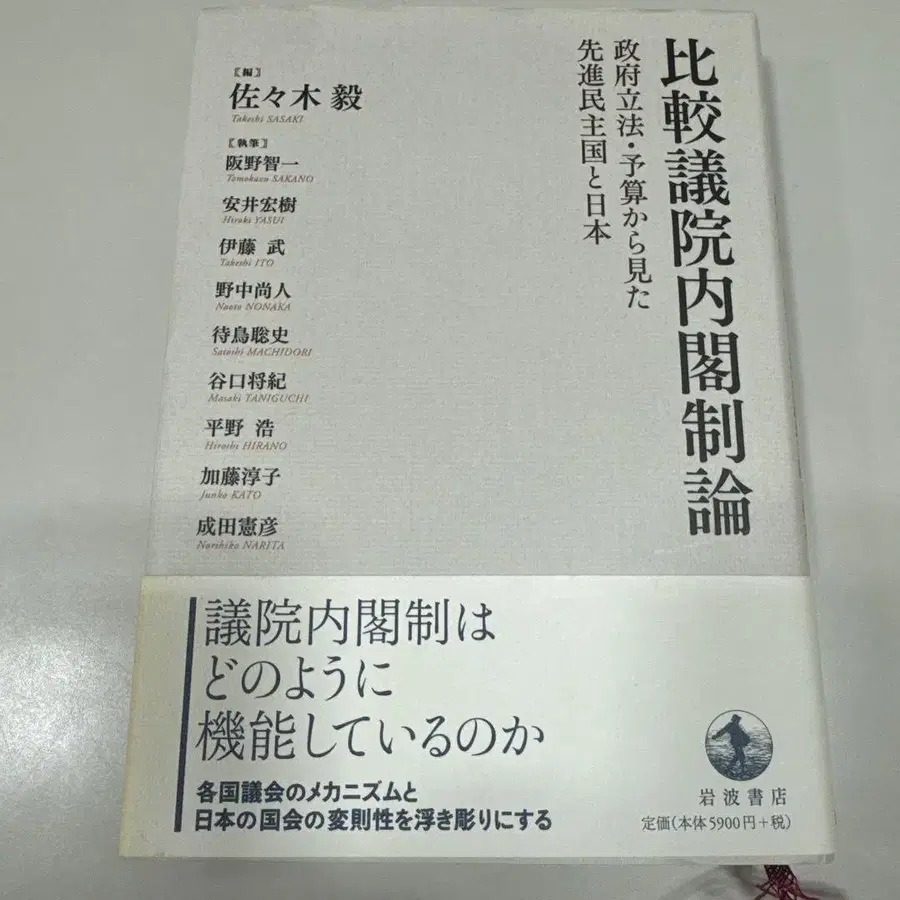 比較議院内閣制論
政府立法・予算から見た
先進民主国と日本
〖編〗
佐々木 毅
Takeshi SASAKI
〖執筆〗
阪野智一
Tomokazu SAKANO
安井宏樹
Hiroki YASUI
伊藤 武
Takeshi ITO
野中尚人
Naoto NONAKA
待鳥聡史
Satoshi MACHIDORI
谷口将紀
Masaki TANIGUCHI
平野 浩
Hiroshi HIRANO
加藤淳子
Junko KATO
成田憲彦
Norihiko NARITA
議院内閣制は
どのように
機能しているのか
各国議会のメカニズムと
日本の国会の変則性を浮き彫りにする
岩波書店
定価(本体5900円+税)